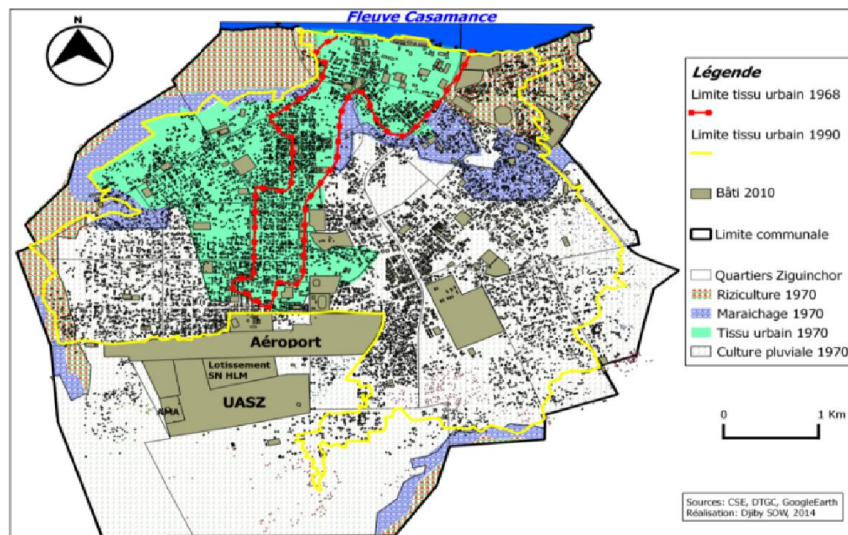 Fleuve Casamance
N
Légende
Limite tissu urbain 1968
Limite tissu urbain 1990
Bâti 2010
Limite communale
Quartiers Ziguinchor
Riziculture 1970
Maraichage 1970
Tissu urbain 1970
Culture pluviale 1970
Aéroport
Lotissement
SN HLM
UASZ
AMA
0 1 Km
Sources: CSE, DTGC, GoogleEarth
Réalisation: Djiby SOW, 2014